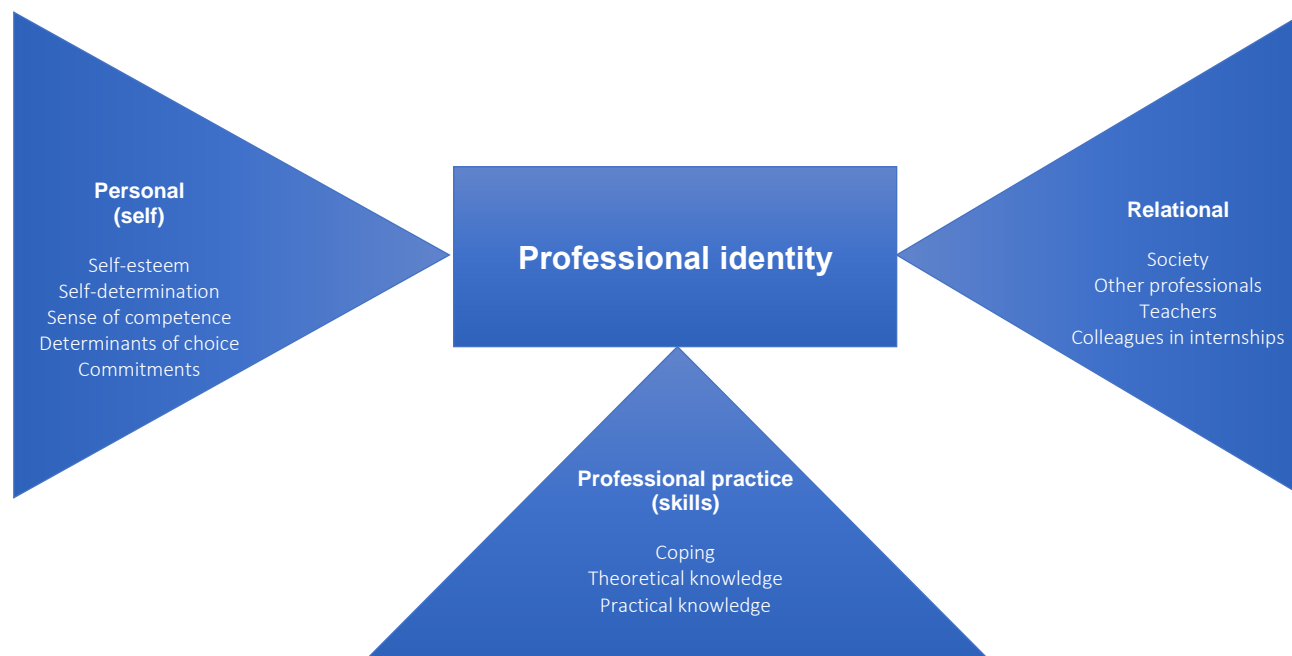 Personal
(self)
Self-esteem
Self-determination
Sense of competence
Determinants of choice
Commitments
Professional identity
Relational
Society
Other professionals
Teachers
Colleagues in internships
Professional practice
(skills)
Coping
Theoretical knowledge
Practical knowledge